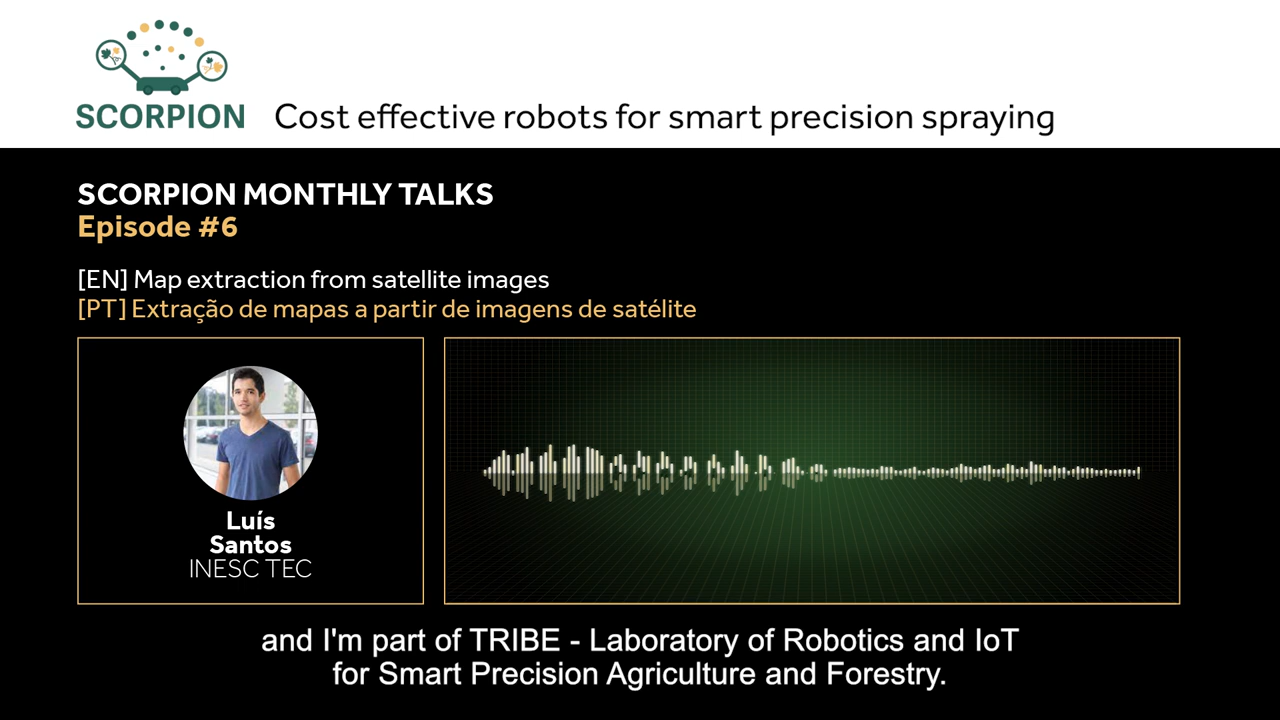 SCORPION
Cost effective robots for smart precision spraying
SCORPION MONTHLY TALKS
Episode #6
[EN] Map extraction from satellite images
[PT] Extração de mapas a partir de imagens de satélite
Luís
Santos
INESC TEC
and I'm part of TRIBE - Laboratory of Robotics and IoT
for Smart Precision Agriculture and Forestry.